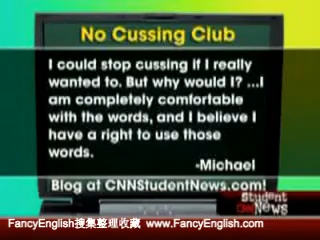 No Cussing Club
I could stop cussing if I really
wanted to. But why would I? ...I
am completely comfortable
with the words, and I believe I
have a right to use those
words.
-Michael
Blog at CNNStudentNews.com!
Student
CNN News
FancyEnglish搜集整理收藏 www.FancyEnglish.com